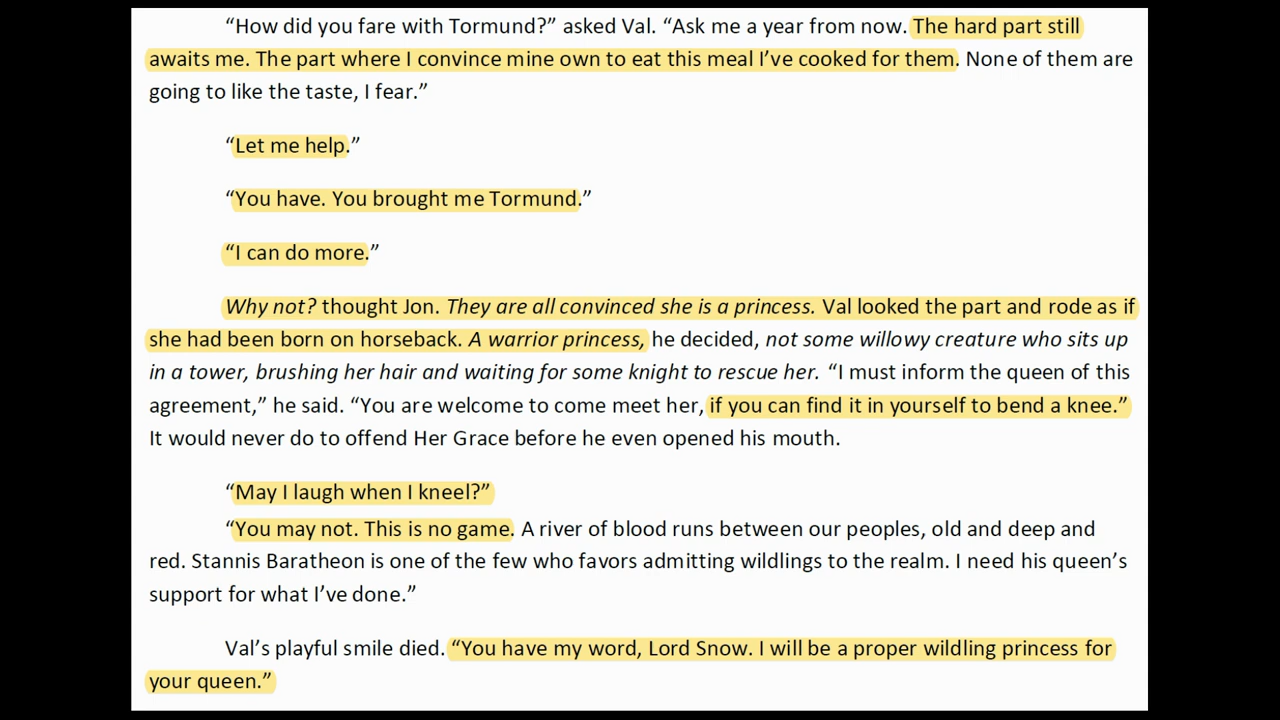 “How did you fare with Tormund?” asked Val. “Ask me a year from now. The hard part still
awaits me. The part where I convince mine own to eat this meal I’ve cooked for them. None of them are
going to like the taste, I fear.”
“Let me help.”
“You have. You brought me Tormund.”
“I can do more.”
Why not? thought Jon. They are all convinced she is a princess. Val looked the part and rode as if
she had been born on horseback. A warrior princess, he decided, not some willowy creature who sits up
in a tower, brushing her hair and waiting for some knight to rescue her. “I must inform the queen of this
agreement,” he said. “You are welcome to come meet her, if you can find it in yourself to bend a knee.”
It would never do to offend Her Grace before he even opened his mouth.
“May I laugh when I kneel?”
“You may not. This is no game. A river of blood runs between our peoples, old and deep and
red. Stannis Baratheon is one of the few who favors admitting wildlings to the realm. I need his queen’s
support for what I’ve done.”
Val’s playful smile died. “You have my word, Lord Snow. I will be a proper wildling princess for
your queen.”